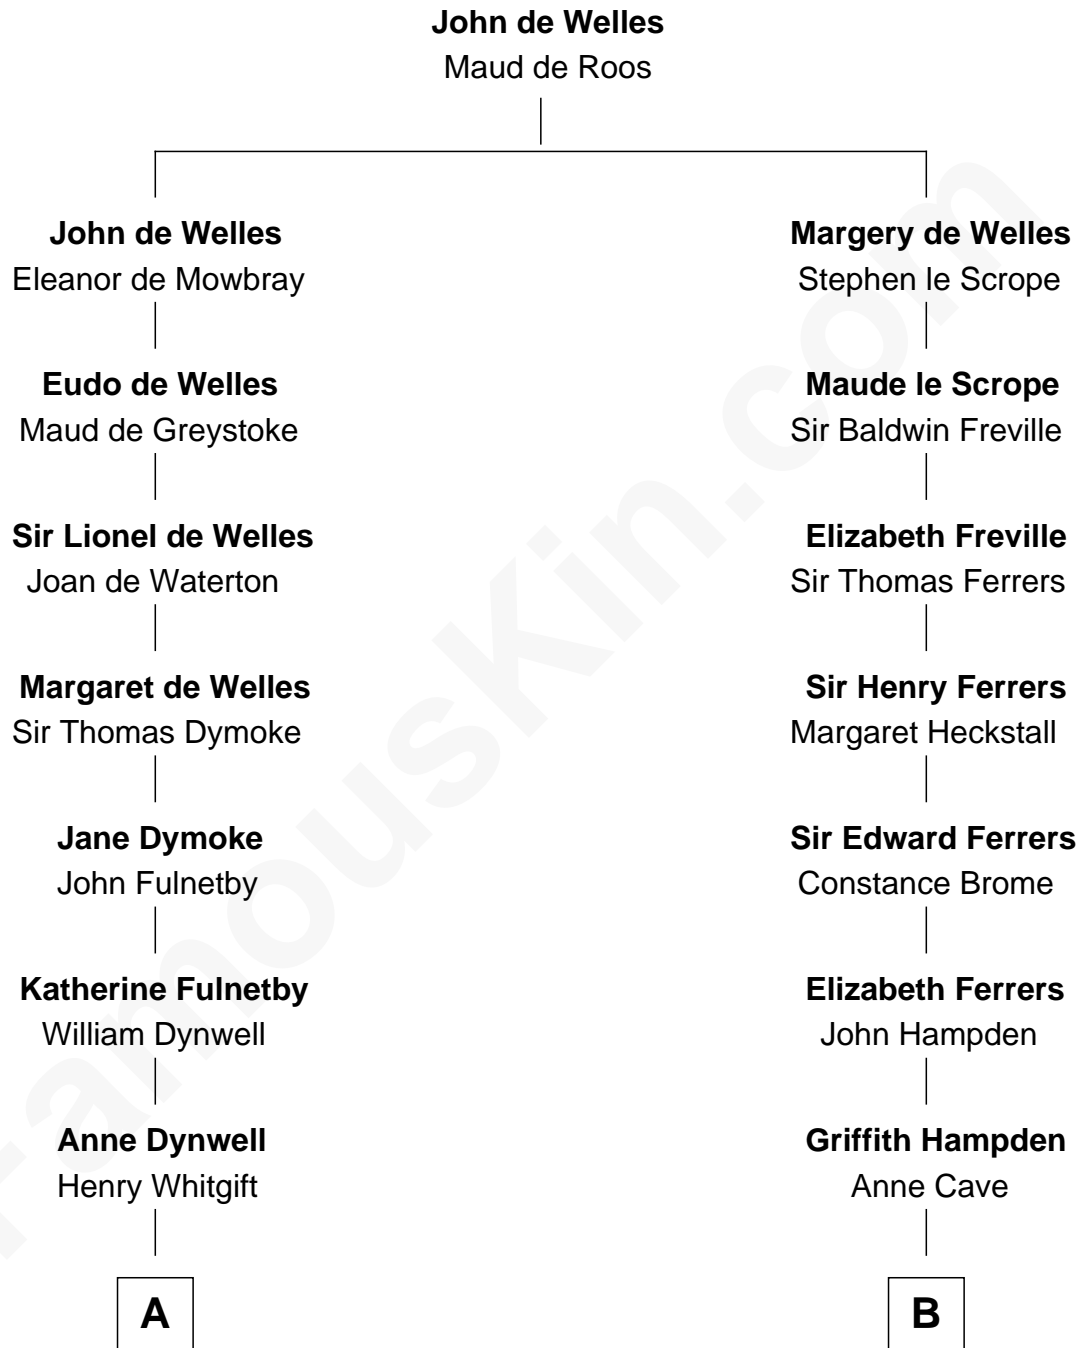 John de Welles
Maud de Roos
John de Welles
Eleanor de Mowbray
Margery de Welles
Stephen le Scrope
Eudo de Welles
Maud de Greystoke
Maude le Scrope
Sir Baldwin Freville
Sir Lionel de Welles
Joan de Waterton
Elizabeth Freville
Sir Thomas Ferrers
Margaret de Welles
Sir Thomas Dymoke
Sir Henry Ferrers
Margaret Heckstall
Jane Dymoke
John Fulnetby
Sir Edward Ferrers
Constance Brome
Katherine Fulnetby
William Dynwell
Elizabeth Ferrers
John Hampden
Anne Dynwell
Henry Whitgift
Griffith Hampden
Anne Cave
A
B
FamousKin.com